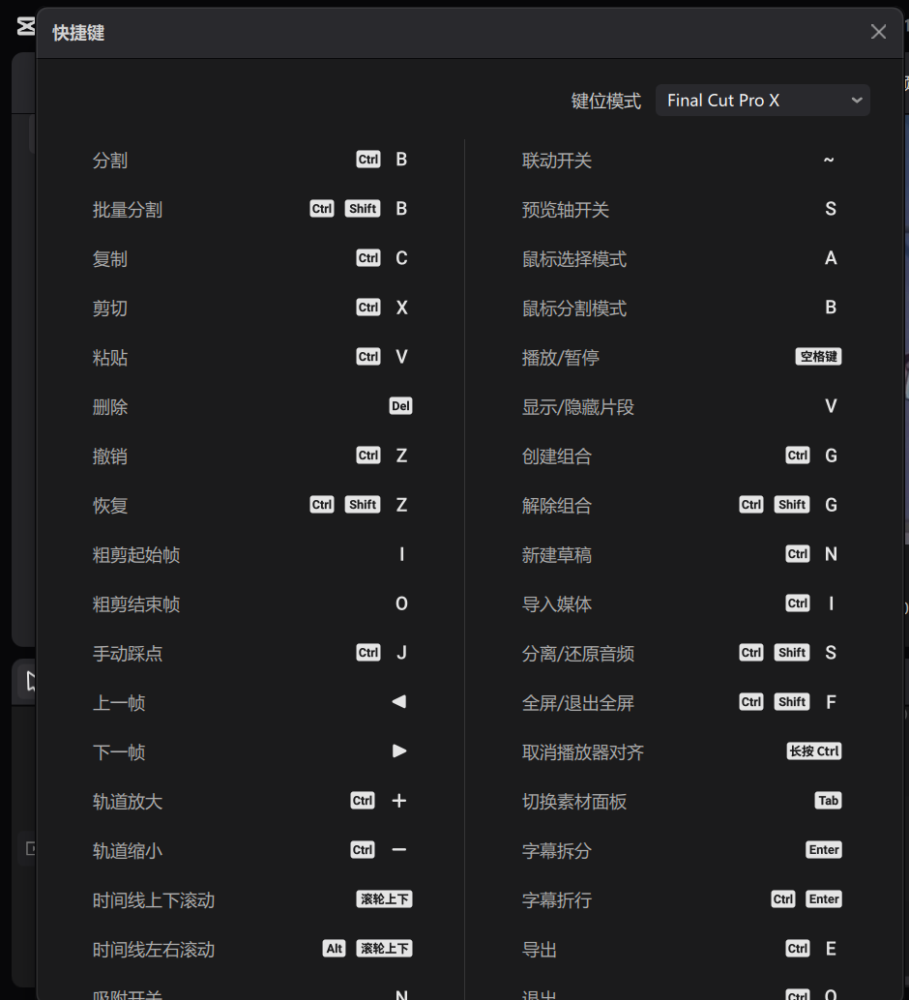 快捷键
键位模式 Final Cut Pro X
分割 Ctrl B
批量分割 Ctrl Shift B
复制 Ctrl C
剪切 Ctrl X
粘贴 Ctrl V
删除 Del
撤销 Ctrl Z
恢复 Ctrl Shift Z
粗剪起始帧 I
粗剪结束帧 O
手动踩点 Ctrl J
上一帧 ◀
下一帧 ▶
轨道放大 Ctrl +
轨道缩小 Ctrl -
时间线上下滚动 滚轮上下
时间线左右滚动 Alt 滚轮上下
吸附开关 N
联动开关 ~
预览轴开关 S
鼠标选择模式 A
鼠标分割模式 B
播放/暂停 空格键
显示/隐藏片段 V
创建组合 Ctrl G
解除组合 Ctrl Shift G
新建草稿 Ctrl N
导入媒体 Ctrl I
分离/还原音频 Ctrl Shift S
全屏/退出全屏 Ctrl Shift F
取消播放器对齐 长按 Ctrl
切换素材面板 Tab
字幕拆分 Enter
字幕折行 Ctrl Enter
导出 Ctrl E
退出 Ctrl Q